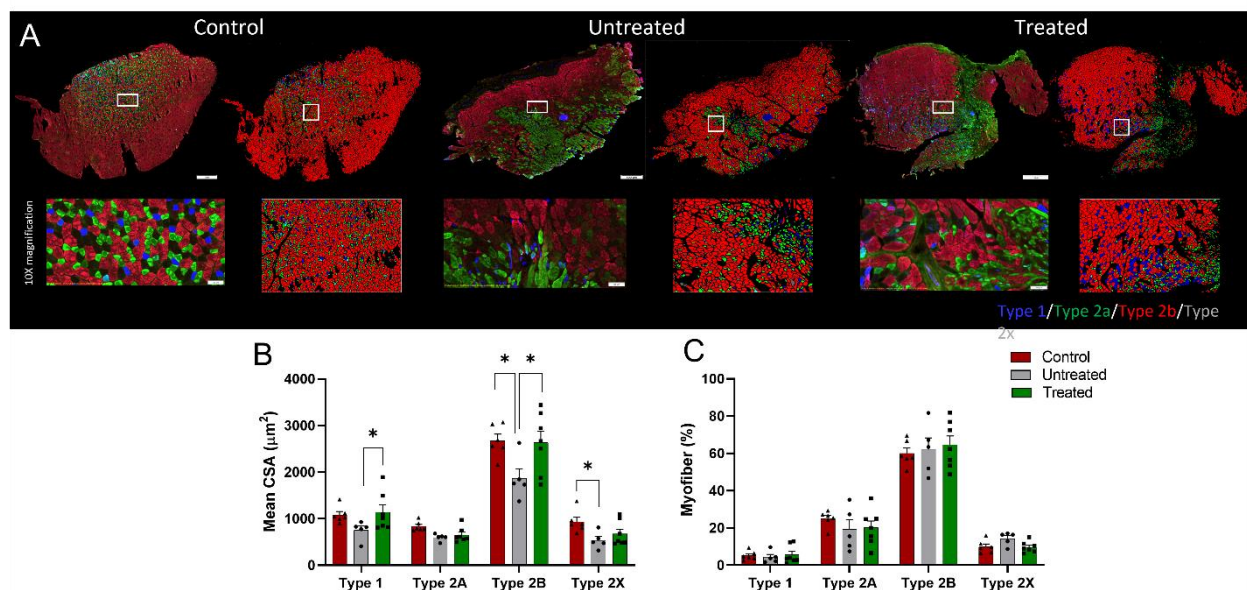 A
Control
Untreated
Treated
10X magnification
Type 1/Type 2a/Type 2b/Type
2x
B
Mean CSA (μm²)
4000
3000
2000
1000
0
* * * *
Type 1 Type 2A Type 2B Type 2X
C
Control
Untreated
Treated
Myofiber (%)
100
80
60
40
20
0
Type 1 Type 2A Type 2B Type 2X